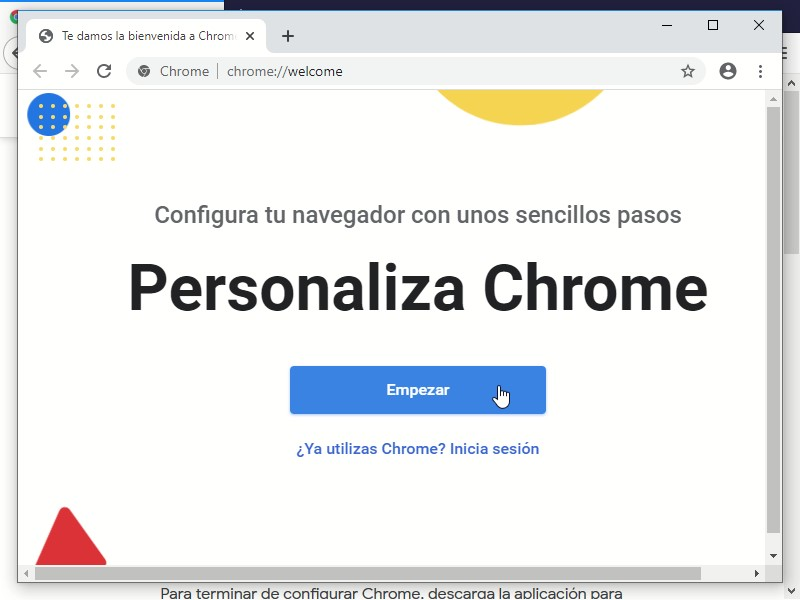 Te damos la bienvenida a Chrome
Chrome | chrome://welcome
Configura tu navegador con unos sencillos pasos
Personaliza Chrome
Empezar
¿Ya utilizas Chrome? Inicia sesión
Para terminar de configurar Chrome, descarga la aplicación para